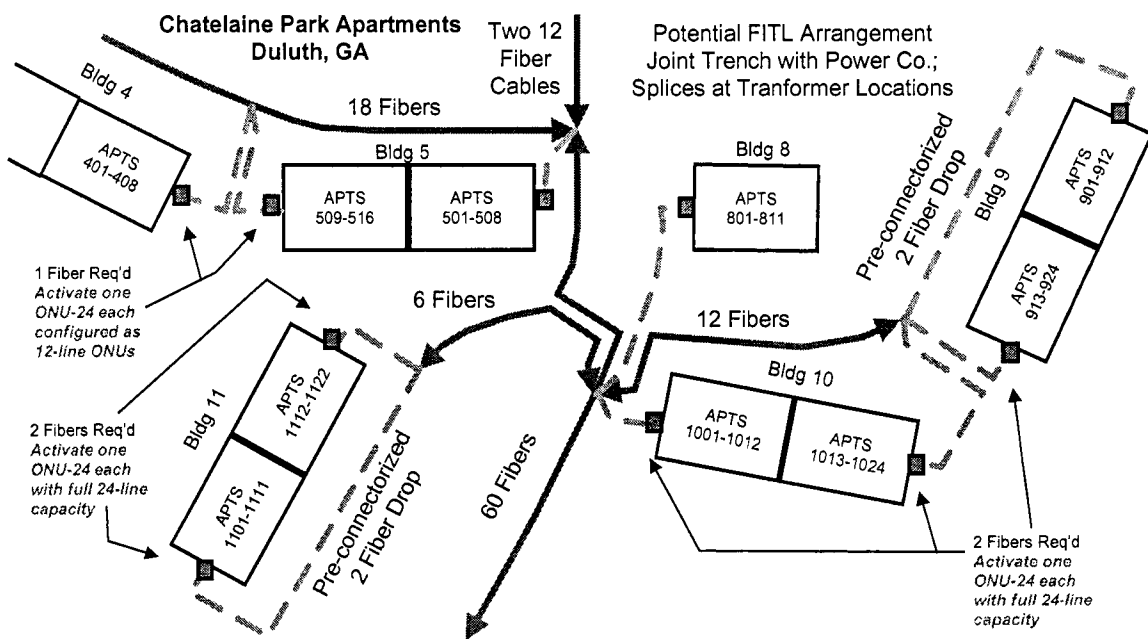 Chatelaine Park Apartments
Duluth, GA
Two 12
Fiber
Cables
Potential FITL Arrangement
Joint Trench with Power Co.;
Splices at Tranformer Locations
Bldg 4
18 Fibers
APTS
401-408
Bldg 5
APTS
509-516
APTS
501-508
Bldg 8
APTS
801-811
Pre-connectorized
2 Fiber Drop
Bldg 9
APTS
901-912
APTS
913-924
1 Fiber Req'd
Activate one
ONU-24 each
configured as
12-line ONUs
6 Fibers
12 Fibers
Bldg 10
APTS
1001-1012
APTS
1013-1024
Bldg 11
APTS
1112-1122
APTS
1101-1111
2 Fibers Req'd
Activate one
ONU-24 each
with full 24-line
capacity
Pre-connectorized
2 Fiber Drop
60 Fibers
2 Fibers Req'd
Activate one
ONU-24 each
with full 24-line
capacity